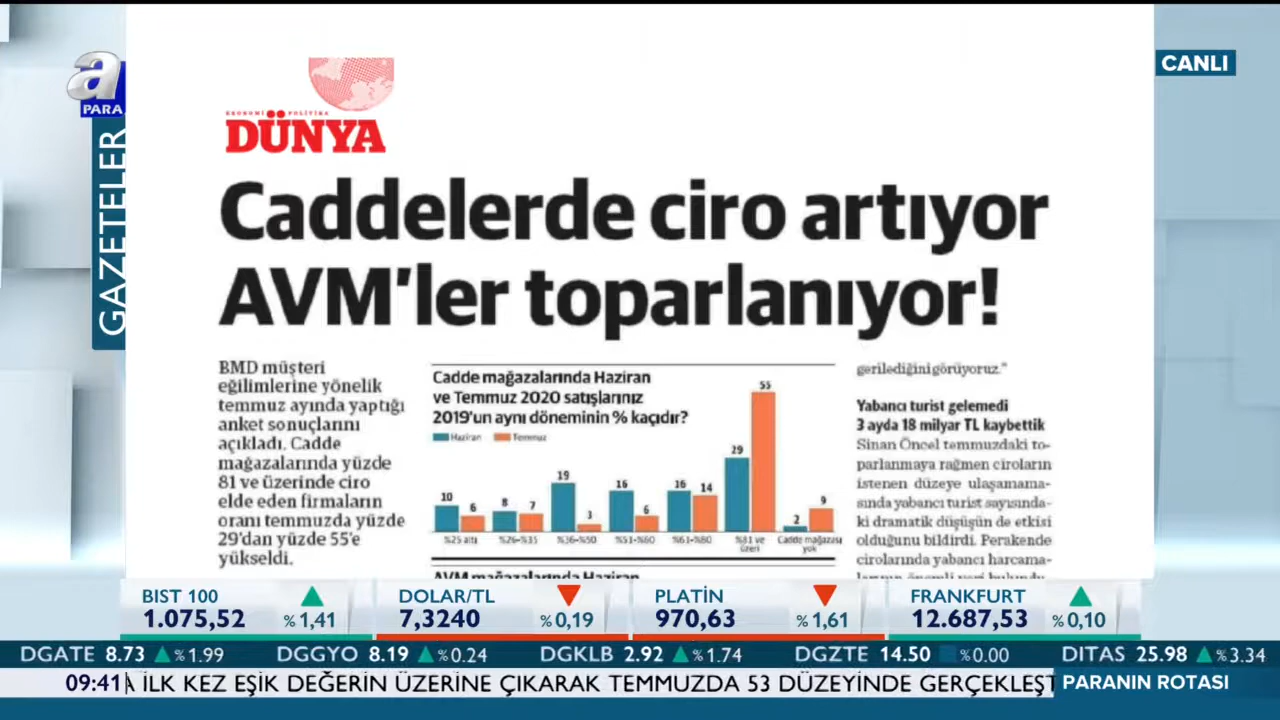 a
PARA
GAZETELER
CANLI
EKONOMİ POLİTİKA
DÜNYA
Caddelerde ciro artıyor
AVM'ler toparlanıyor!
BMD müşteri
eğilimlerine yönelik
temmuz ayında yaptığı
anket sonuçlarını
açıkladı. Cadde
mağazalarında yüzde
81 ve üzerinde ciro
elde eden firmaların
oranı temmuzda yüzde
29'dan yüzde 55'e
yükseldi.
Cadde mağazalarında Haziran
ve Temmuz 2020 satışlarınız
2019'un aynı döneminin % kaçıdır?
Haziran Temmuz
10 6 8 7 19 3 16 6 16 14 29 55 2 9
%25 altı %26-%35 %36-%50 %51-%60 %61-%80 %81 ve üzeri Cadde mağazası yok
AVM mağazalarında Haziran
gerilediğini görüyoruz."
Yabancı turist gelemedi
3 ayda 18 milyar TL kaybettik
Sinan Öncel temmuzdaki to-
parlanmaya rağmen ciroların
istenen düzeye ulaşamama-
sında yabancı turist sayısında-
ki dramatik düşüşün de etkisi
olduğunu bildirdi. Perakende
cirolarında yabancı harcama-
BIST 100 1.075,52 %1,41
DOLAR/TL 7,3240 %0,19
PLATİN 970,63 %1,61
FRANKFURT 12.687,53 %0,10
DGATE 8.73 %1.99 DGGYO 8.19 %0.24 DGKLB 2.92 %1.74 DGZTE 14.50 %0.00 DITAS 25.98 %3.34
09:41 A İLK KEZ EŞİK DEĞERİN ÜZERİNE ÇIKARAK TEMMUZDA 53 DÜZEYİNDE GERÇEKLEŞT PARANIN ROTASI